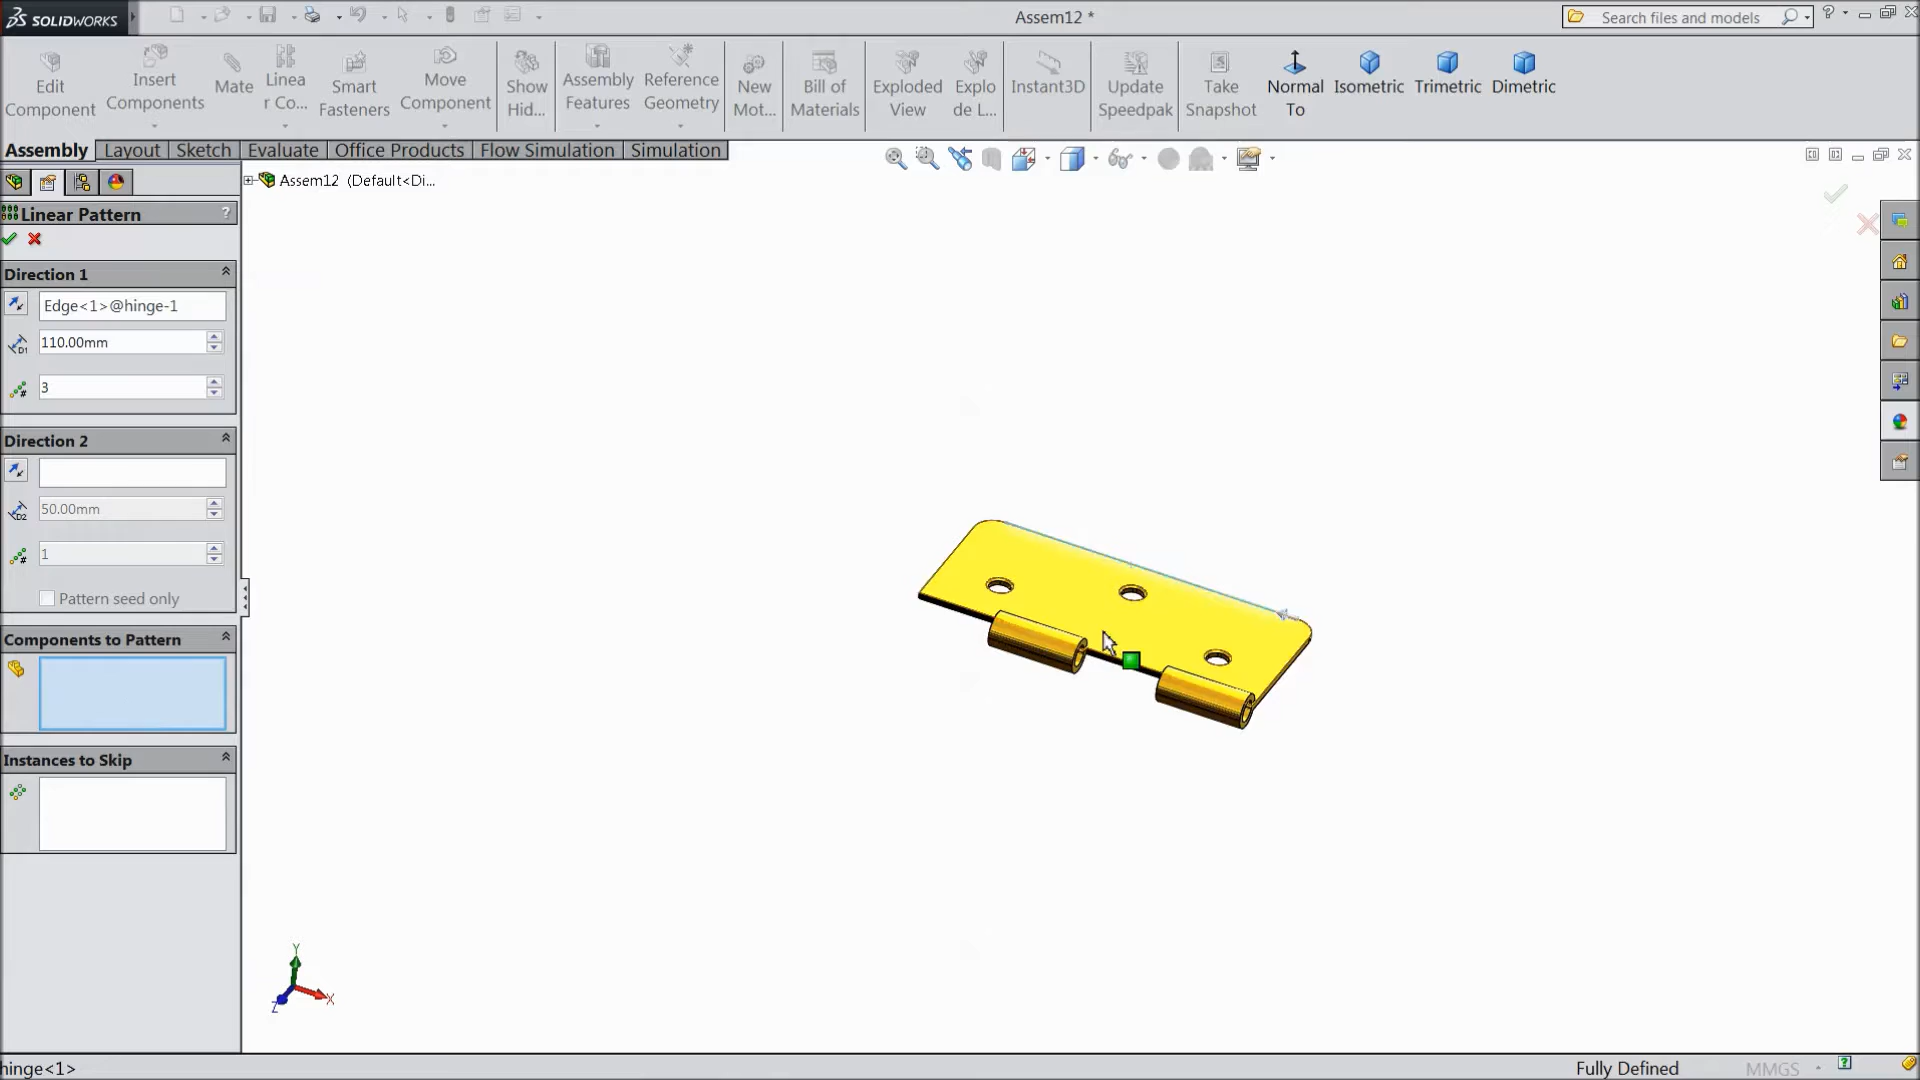 SOLIDWORKS
Assem12 *
Search files and models
?
Edit
Component
Insert
Components
Mate
Linea
r Co...
Smart
Fasteners
Move
Component
Show
Hid...
Assembly
Features
Reference
Geometry
New
Mot...
Bill of
Materials
Exploded
View
Explo
de L...
Instant3D
Update
Speedpak
Take
Snapshot
Normal
To
Isometric
Trimetric
Dimetric
Assembly Layout Sketch Evaluate Office Products Flow Simulation Simulation
Assem12 (Default<Di...
Linear Pattern ?
Direction 1
Edge<1>@hinge-1
D1 110.00mm
# 3
Direction 2
D2 50.00mm
# 1
Pattern seed only
Components to Pattern
Instances to Skip
Y
X
Z
hinge<1>
Fully Defined
MMGS
?